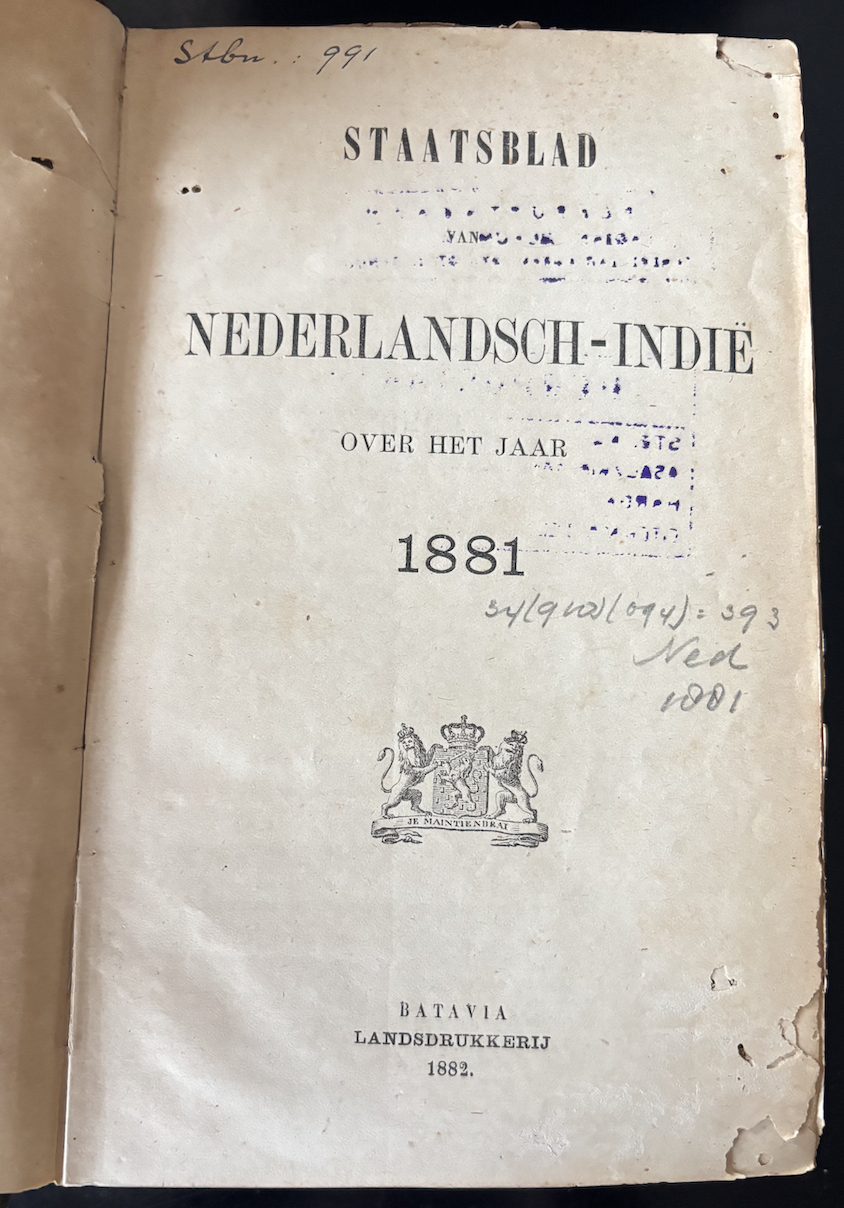 Stbn. : 991
STAATSBLAD
VAN
NEDERLANDSCH-INDIË
OVER HET JAAR
1881
34(910)(094)=393
Ned
1881
JE MAINTIENDRAI
BATAVIA
LANDSDRUKKERIJ
1882.